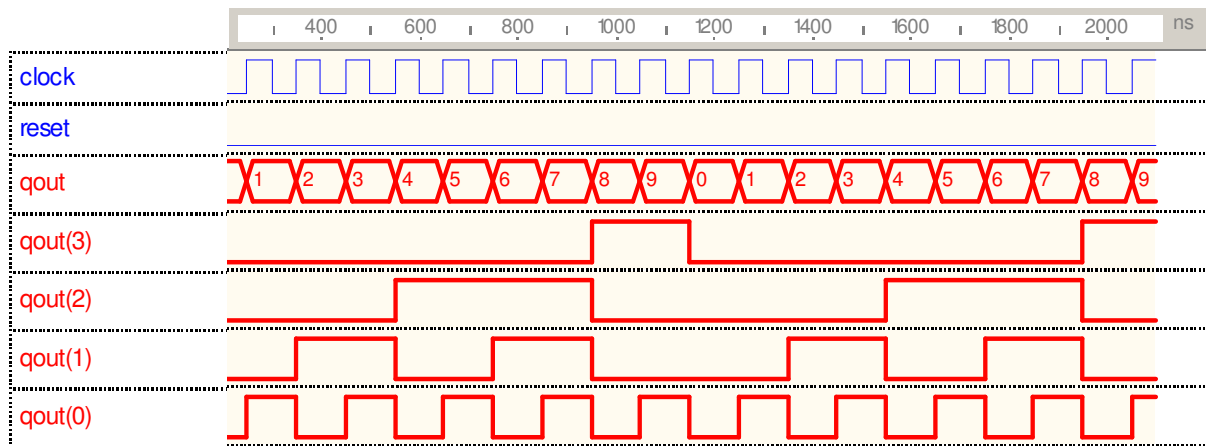 400 600 800 1000 1200 1400 1600 1800 2000 ns
clock
reset
qout 1 2 3 4 5 6 7 8 9 0 1 2 3 4 5 6 7 8 9
qout(3)
qout(2)
qout(1)
qout(0)